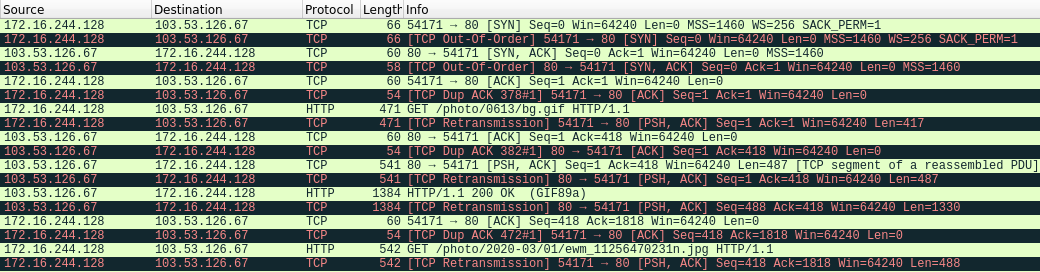 Source Destination Protocol Length Info
172.16.244.128 103.53.126.67 TCP 66 54171 → 80 [SYN] Seq=0 Win=64240 Len=0 MSS=1460 WS=256 SACK_PERM=1
172.16.244.128 103.53.126.67 TCP 66 [TCP Out-Of-Order] 54171 → 80 [SYN] Seq=0 Win=64240 Len=0 MSS=1460 WS=256 SACK_PERM=1
103.53.126.67 172.16.244.128 TCP 60 80 → 54171 [SYN, ACK] Seq=0 Ack=1 Win=64240 Len=0 MSS=1460
103.53.126.67 172.16.244.128 TCP 58 [TCP Out-Of-Order] 80 → 54171 [SYN, ACK] Seq=0 Ack=1 Win=64240 Len=0 MSS=1460
172.16.244.128 103.53.126.67 TCP 60 54171 → 80 [ACK] Seq=1 Ack=1 Win=64240 Len=0
172.16.244.128 103.53.126.67 TCP 54 [TCP Dup ACK 378#1] 54171 → 80 [ACK] Seq=1 Ack=1 Win=64240 Len=0
172.16.244.128 103.53.126.67 HTTP 471 GET /photo/0613/bg.gif HTTP/1.1
172.16.244.128 103.53.126.67 TCP 471 [TCP Retransmission] 54171 → 80 [PSH, ACK] Seq=1 Ack=1 Win=64240 Len=417
103.53.126.67 172.16.244.128 TCP 60 80 → 54171 [ACK] Seq=1 Ack=418 Win=64240 Len=0
103.53.126.67 172.16.244.128 TCP 54 [TCP Dup ACK 382#1] 80 → 54171 [ACK] Seq=1 Ack=418 Win=64240 Len=0
103.53.126.67 172.16.244.128 TCP 541 80 → 54171 [PSH, ACK] Seq=1 Ack=418 Win=64240 Len=487 [TCP segment of a reassembled PDU]
103.53.126.67 172.16.244.128 TCP 541 [TCP Retransmission] 80 → 54171 [PSH, ACK] Seq=1 Ack=418 Win=64240 Len=487
103.53.126.67 172.16.244.128 HTTP 1384 HTTP/1.1 200 OK (GIF89a)
103.53.126.67 172.16.244.128 TCP 1384 [TCP Retransmission] 80 → 54171 [PSH, ACK] Seq=488 Ack=418 Win=64240 Len=1330
172.16.244.128 103.53.126.67 TCP 60 54171 → 80 [ACK] Seq=418 Ack=1818 Win=64240 Len=0
172.16.244.128 103.53.126.67 TCP 54 [TCP Dup ACK 472#1] 54171 → 80 [ACK] Seq=418 Ack=1818 Win=64240 Len=0
172.16.244.128 103.53.126.67 HTTP 542 GET /photo/2020-03/01/ewm_11256470231n.jpg HTTP/1.1
172.16.244.128 103.53.126.67 TCP 542 [TCP Retransmission] 54171 → 80 [PSH, ACK] Seq=418 Ack=1818 Win=64240 Len=488